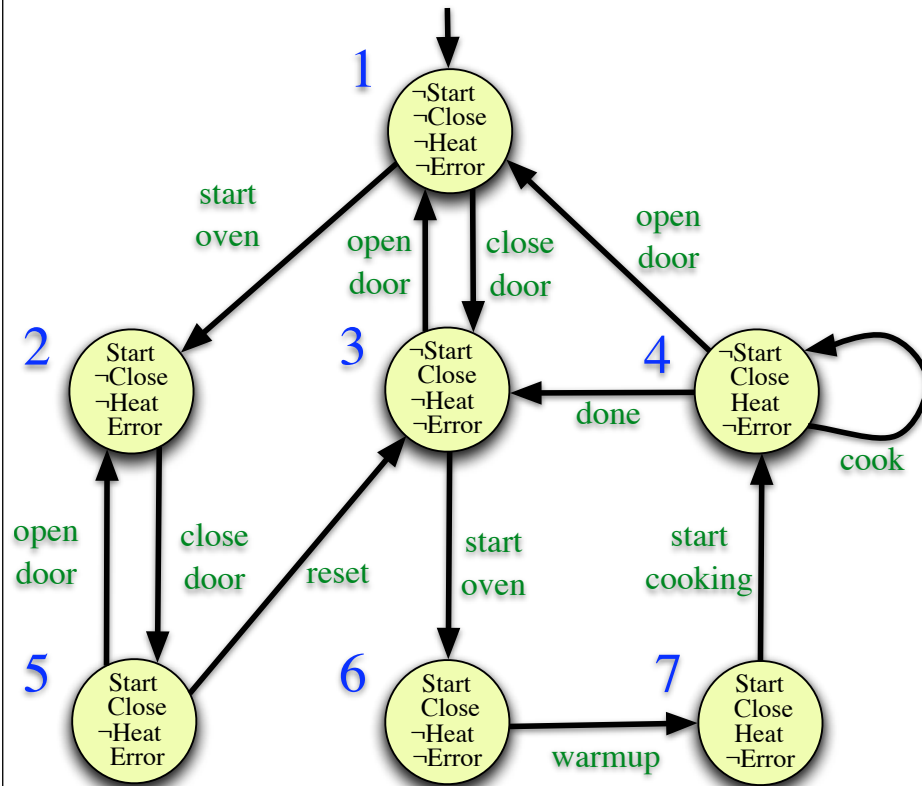 1
¬Start
¬Close
¬Heat
¬Error
start
oven
open
door
close
door
open
door
2
Start
¬Close
¬Heat
Error
3
¬Start
Close
¬Heat
¬Error
4
¬Start
Close
Heat
¬Error
done
cook
open
door
close
door
reset
start
oven
start
cooking
5
Start
Close
¬Heat
Error
6
Start
Close
¬Heat
¬Error
warmup
7
Start
Close
Heat
¬Error